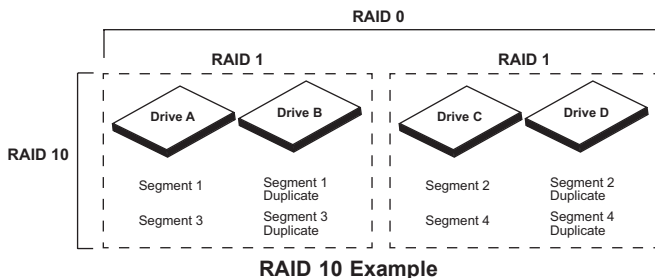 RAID 0
RAID 1
RAID 1
RAID 10
Drive A
Drive B
Drive C
Drive D
Segment 1
Segment 1
Duplicate
Segment 2
Segment 2
Duplicate
Segment 3
Segment 3
Duplicate
Segment 4
Segment 4
Duplicate
RAID 10 Example